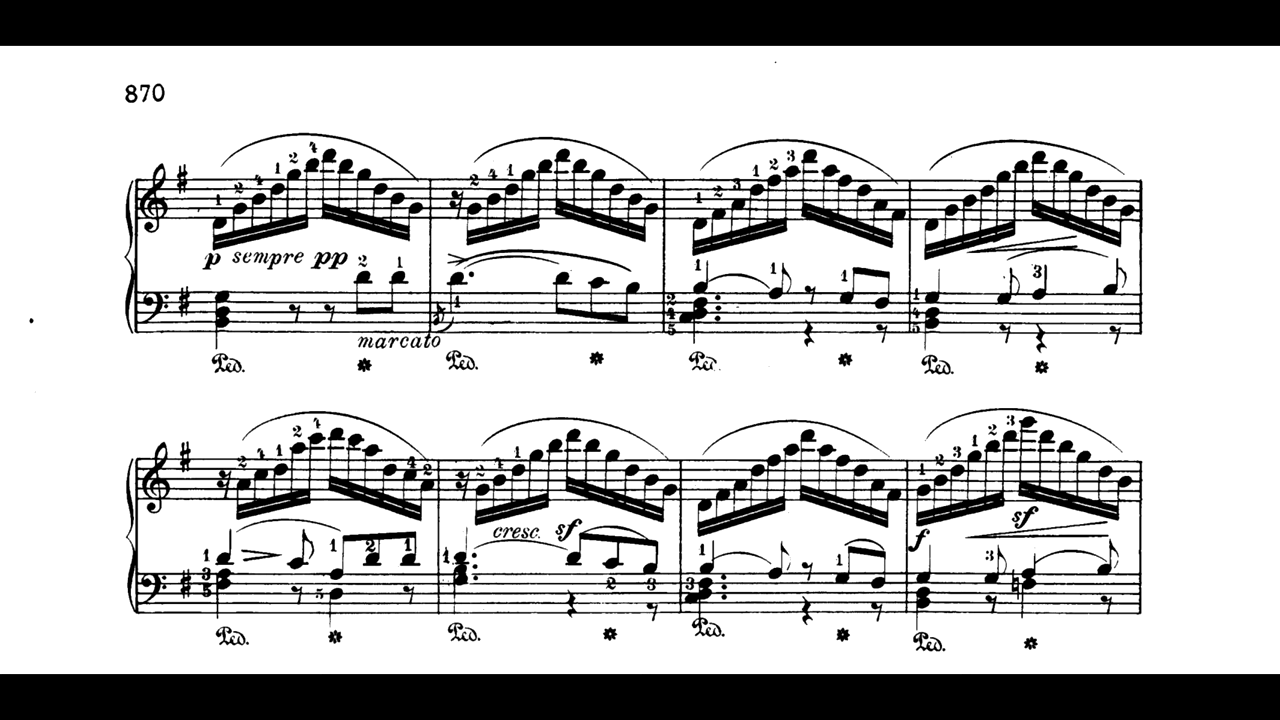 870
p sempre pp
marcato
Ped. Ped. Ped. Ped.
cresc. sf sf
f
Ped. Ped. Ped. Ped.